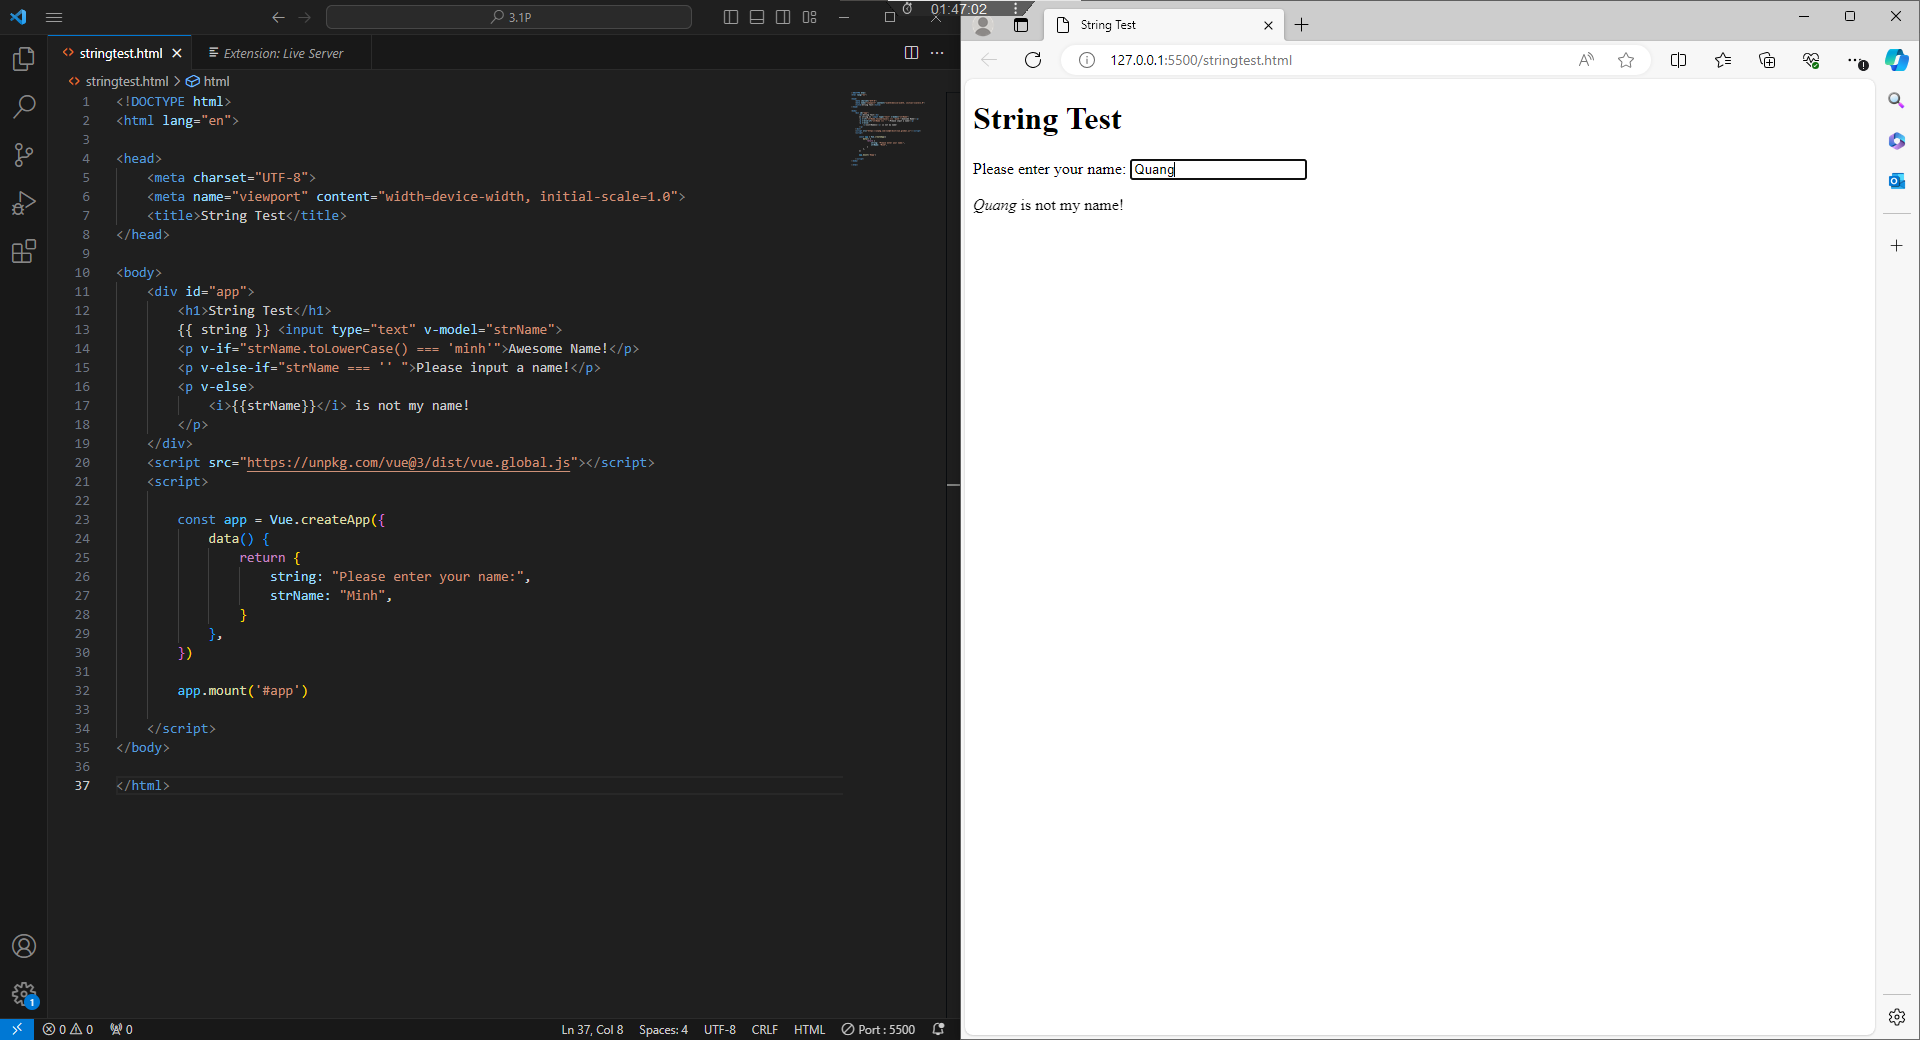 3.1P
01:47:02
stringtest.html
Extension: Live Server
stringtest.html > html
1 <!DOCTYPE html>
2 <html lang="en">
3
4 <head>
5 <meta charset="UTF-8">
6 <meta name="viewport" content="width=device-width, initial-scale=1.0">
7 <title>String Test</title>
8 </head>
9
10 <body>
11 <div id="app">
12 <h1>String Test</h1>
13 {{ string }} <input type="text" v-model="strName">
14 <p v-if="strName.toLowerCase() === 'minh'">Awesome Name!</p>
15 <p v-else-if="strName === '' ">Please input a name!</p>
16 <p v-else>
17 <i>{{strName}}</i> is not my name!
18 </p>
19 </div>
20 <script src="https://unpkg.com/vue@3/dist/vue.global.js"></script>
21 <script>
22
23 const app = Vue.createApp({
24 data() {
25 return {
26 string: "Please enter your name:",
27 strName: "Minh",
28 }
29 },
30 })
31
32 app.mount('#app')
33
34 </script>
35 </body>
36
37 </html>
1
0 0 0
Ln 37, Col 8 Spaces: 4 UTF-8 CRLF HTML Port : 5500
String Test
127.0.0.1:5500/stringtest.html
String Test
Please enter your name: Quang
Quang is not my name!